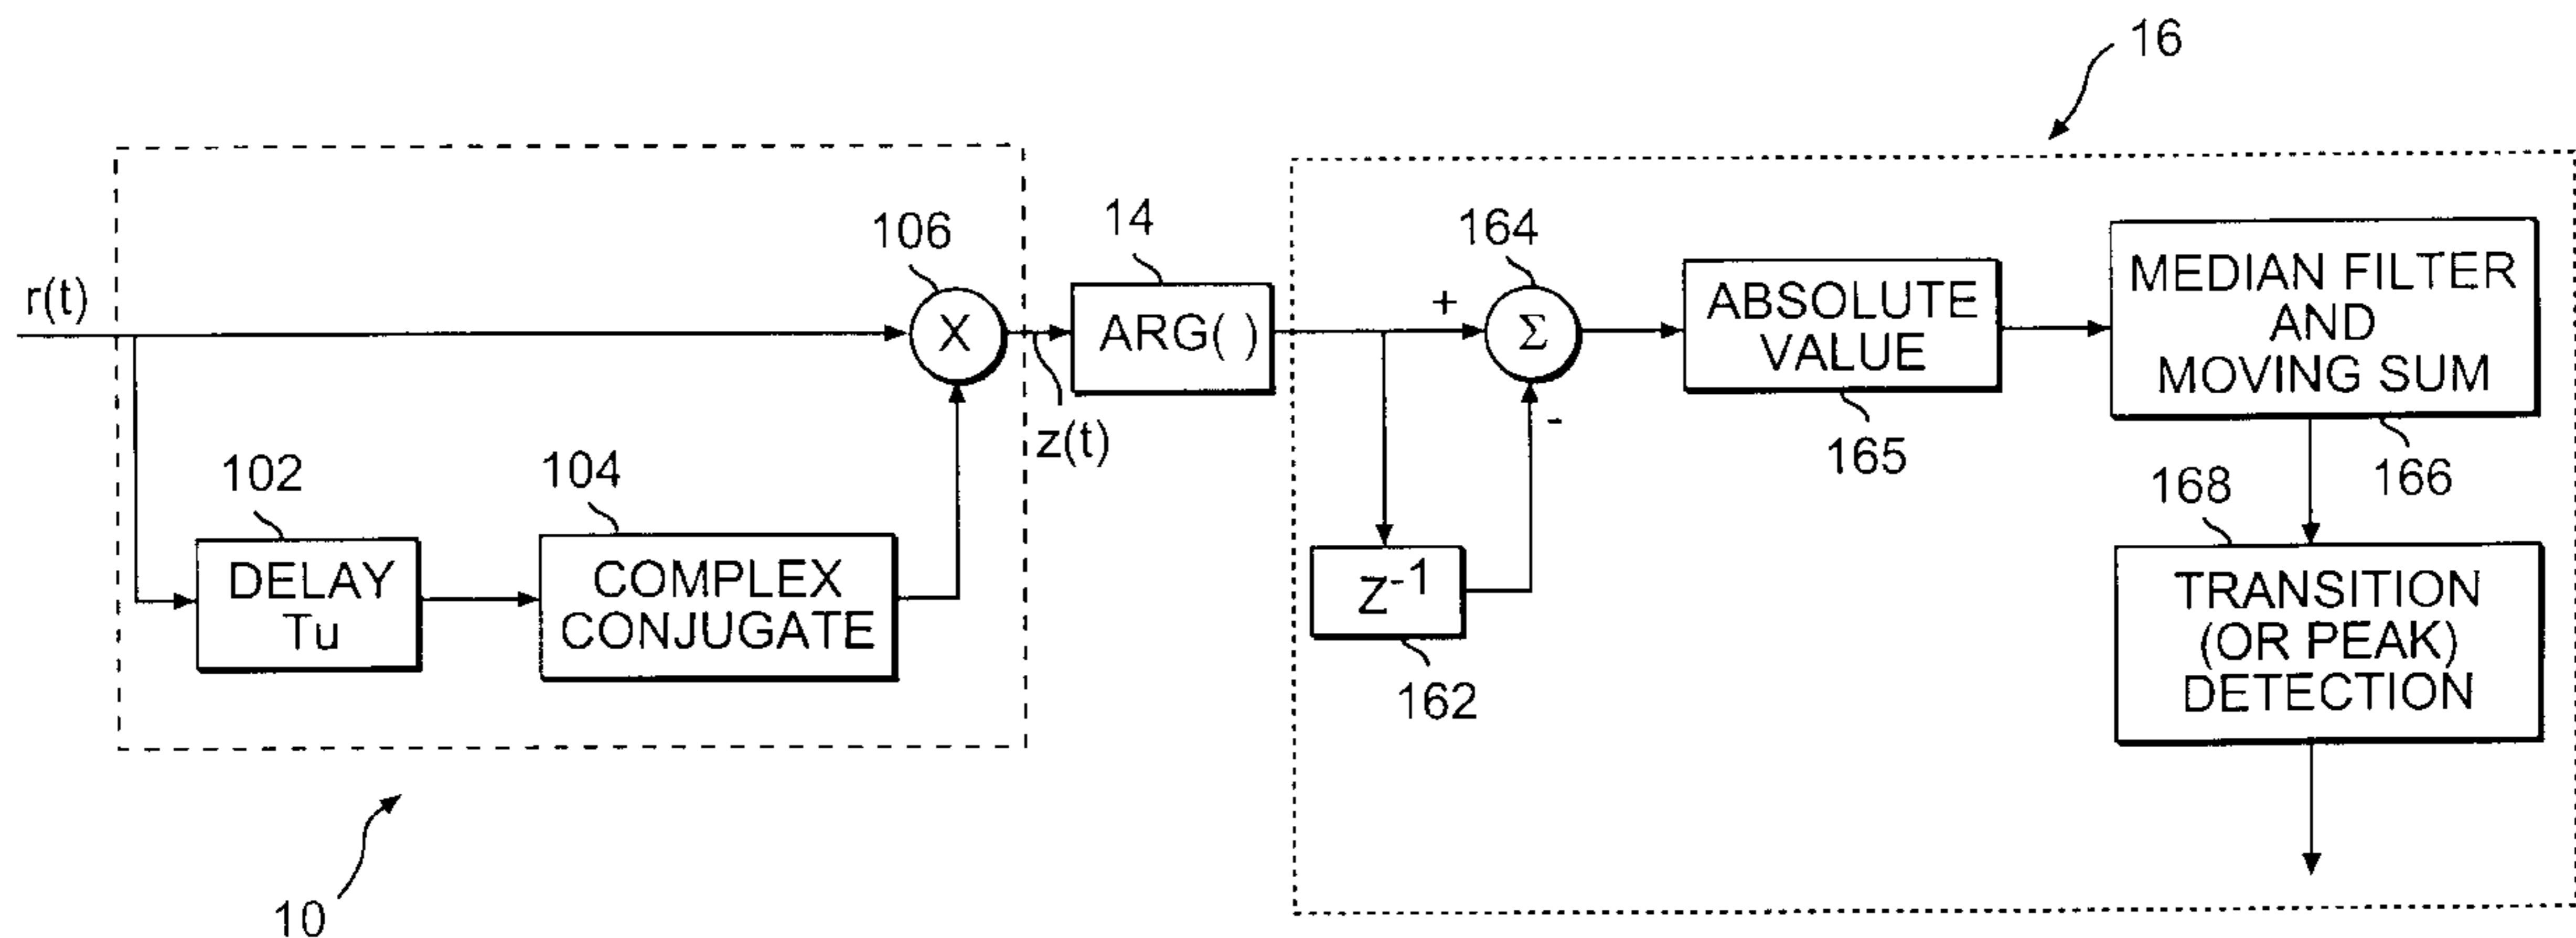 16
106
14
164
r(t)
X
ARG( )
+
Σ
-
ABSOLUTE
VALUE
165
MEDIAN FILTER
AND
MOVING SUM
166
z(t)
102
DELAY
Tu
104
COMPLEX
CONJUGATE
Z-1
162
168
TRANSITION
(OR PEAK)
DETECTION
10